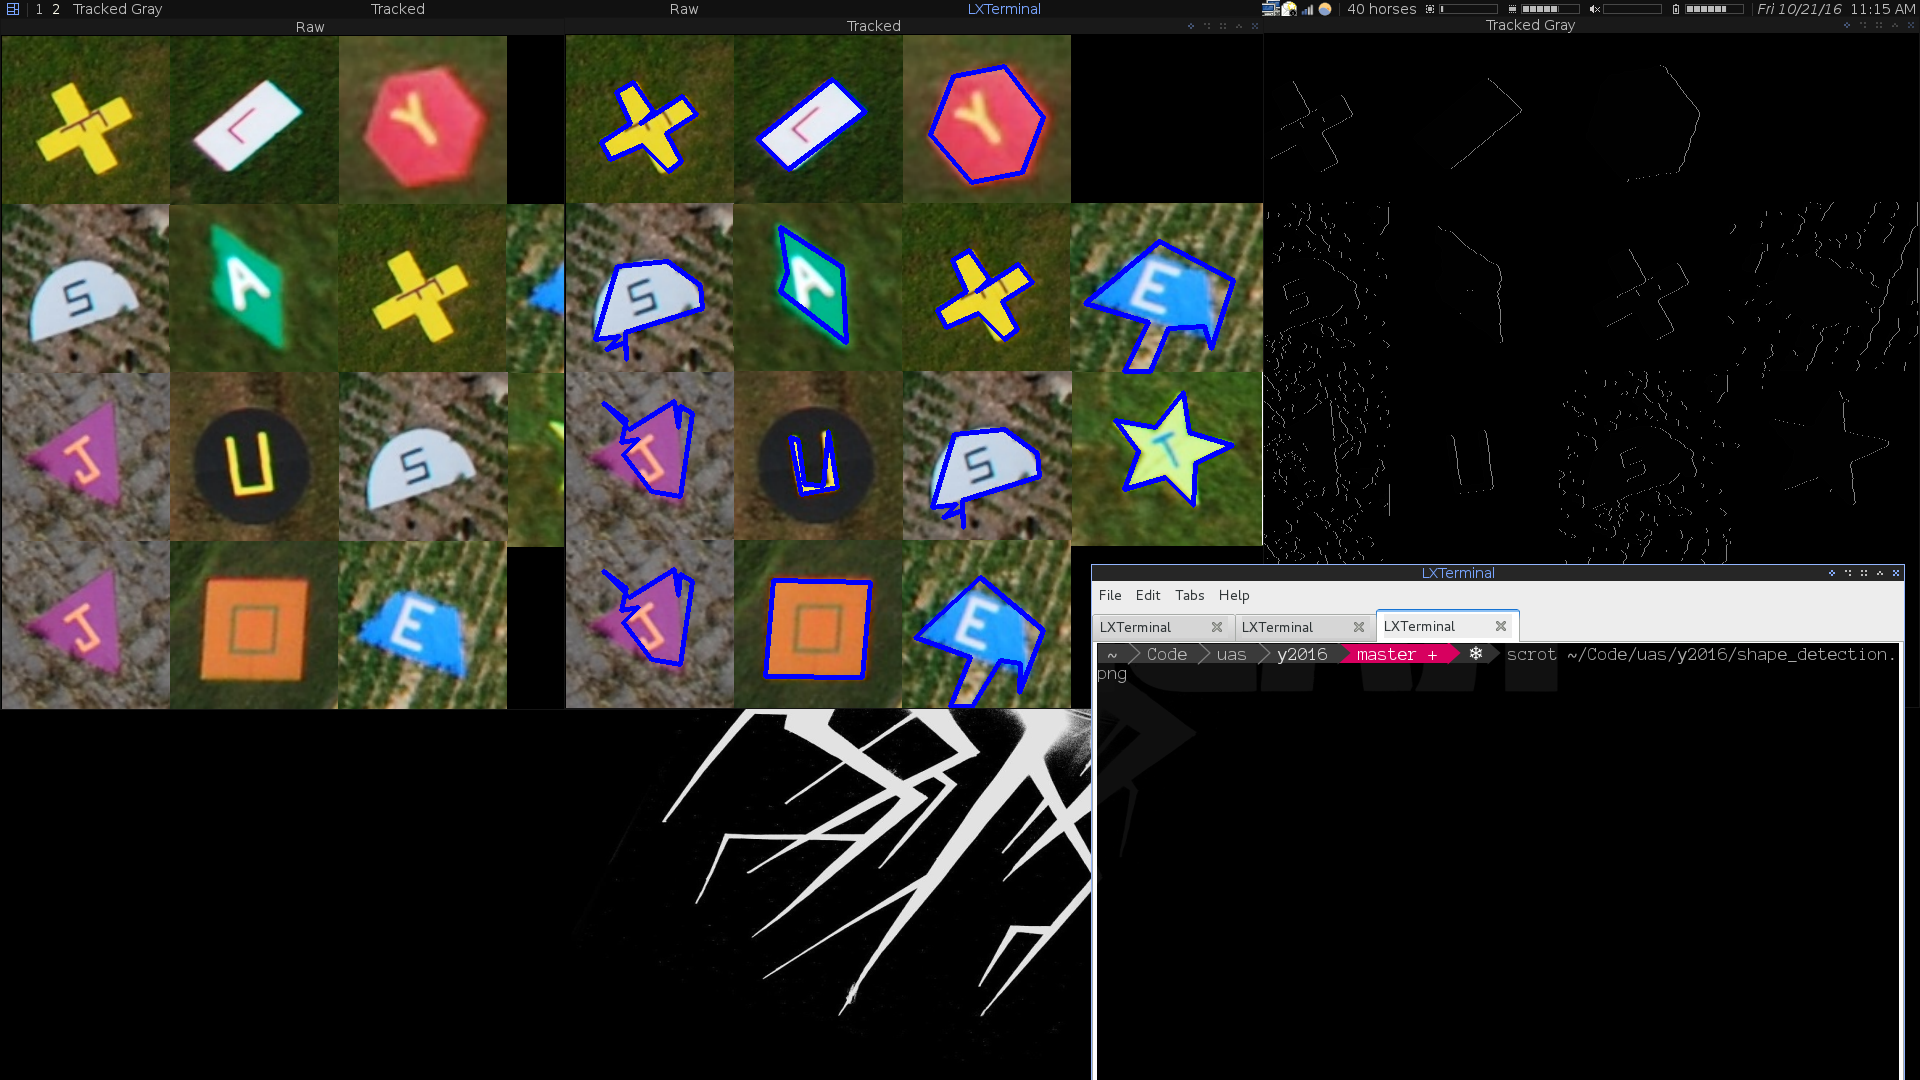 1 2 Tracked Gray Tracked Raw LXTerminal 40 horses Fri 10/21/16 11:15 AM
Raw Tracked Tracked Gray
L Y L Y
S A E S A E
J U S J U S T
J E J E
LXTerminal
File Edit Tabs Help
LXTerminal LXTerminal LXTerminal
~ Code uas y2016 master + scrot ~/Code/uas/y2016/shape_detection.
png